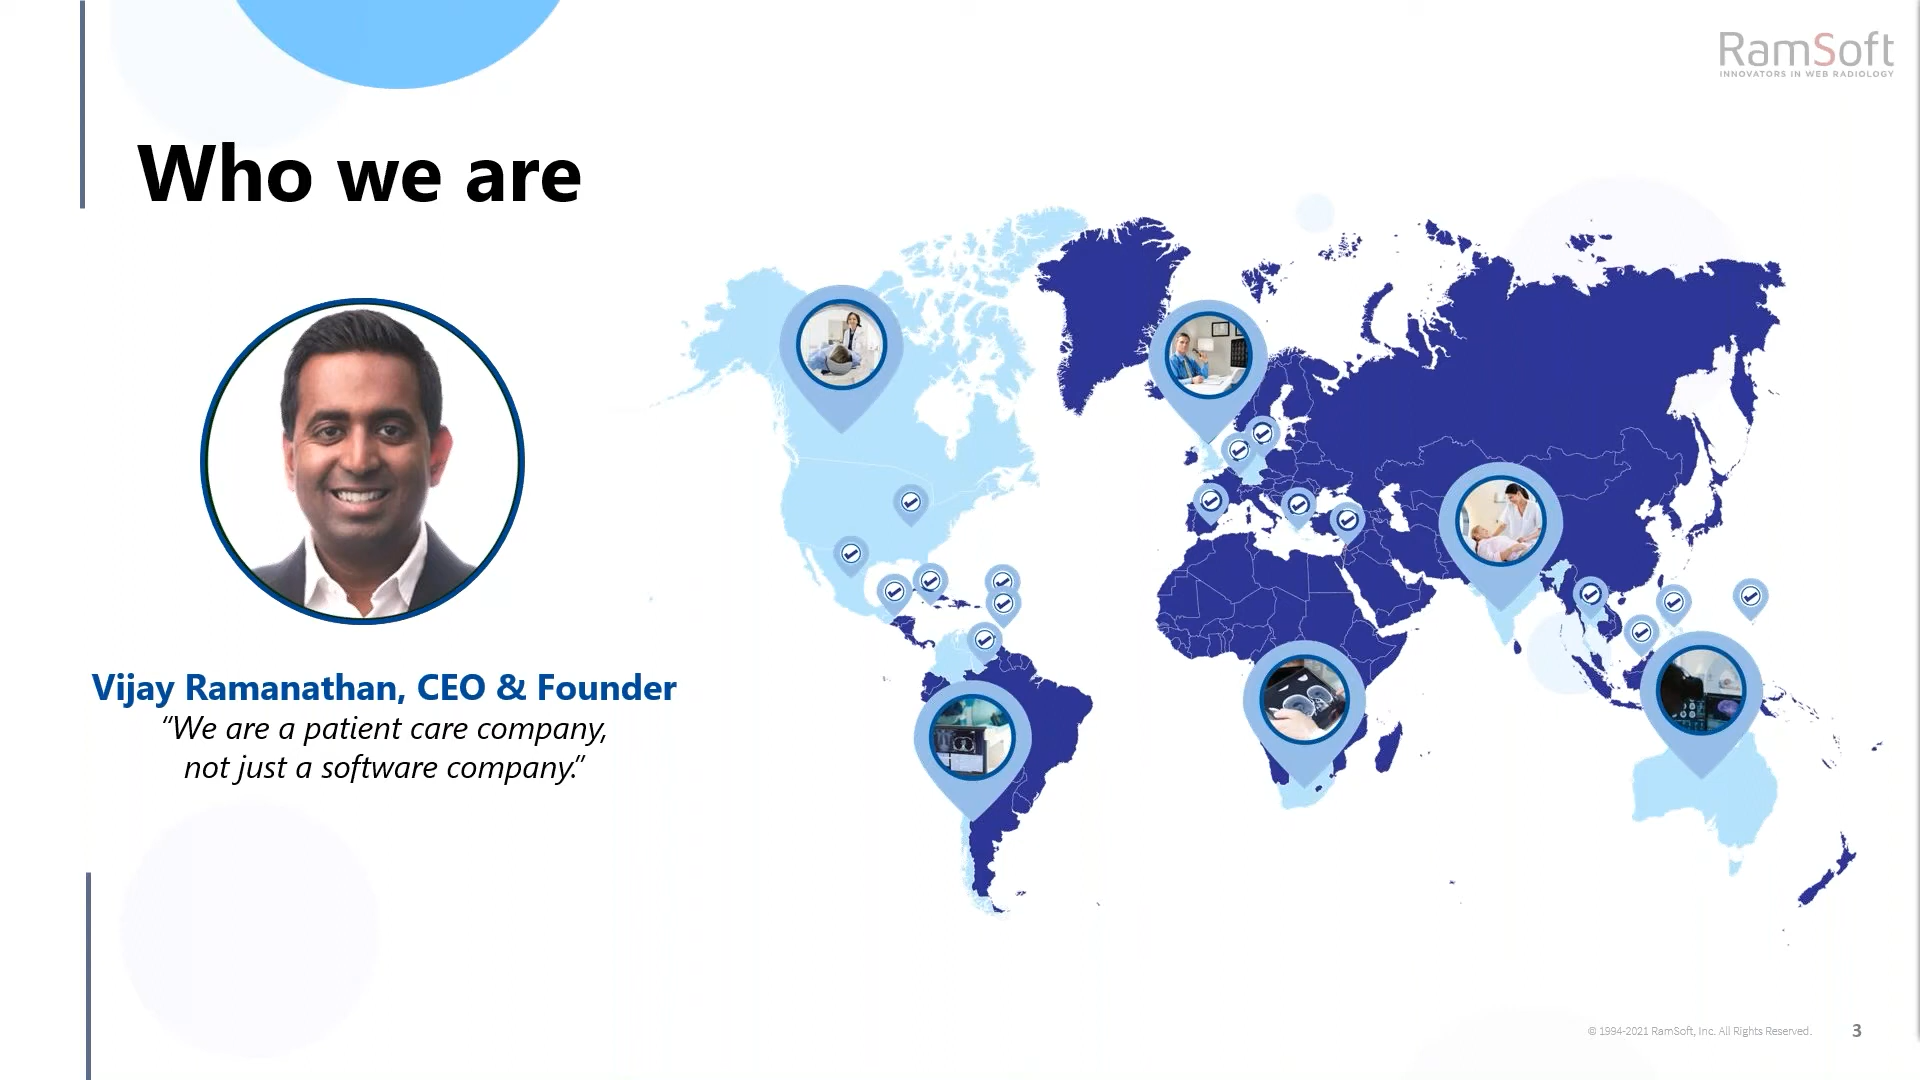 RamSoft
INNOVATORS IN WEB RADIOLOGY
Who we are
Vijay Ramanathan, CEO & Founder
“We are a patient care company,
not just a software company.”
© 1994-2021 RamSoft, Inc. All Rights Reserved.
3